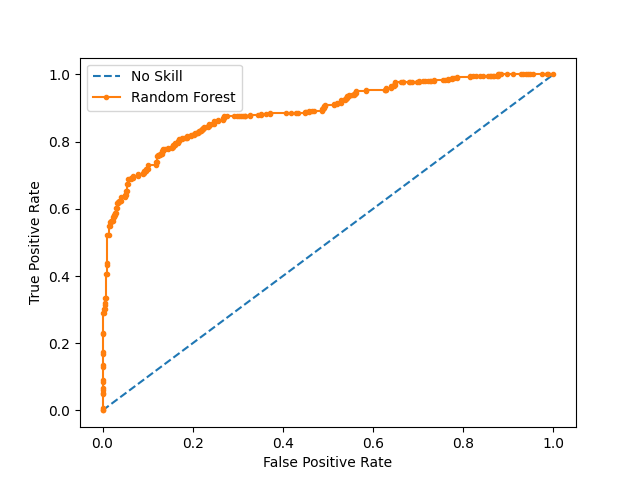 No Skill
Random Forest
1.0
0.8
0.6
0.4
0.2
0.0
True Positive Rate
0.0 0.2 0.4 0.6 0.8 1.0
False Positive Rate